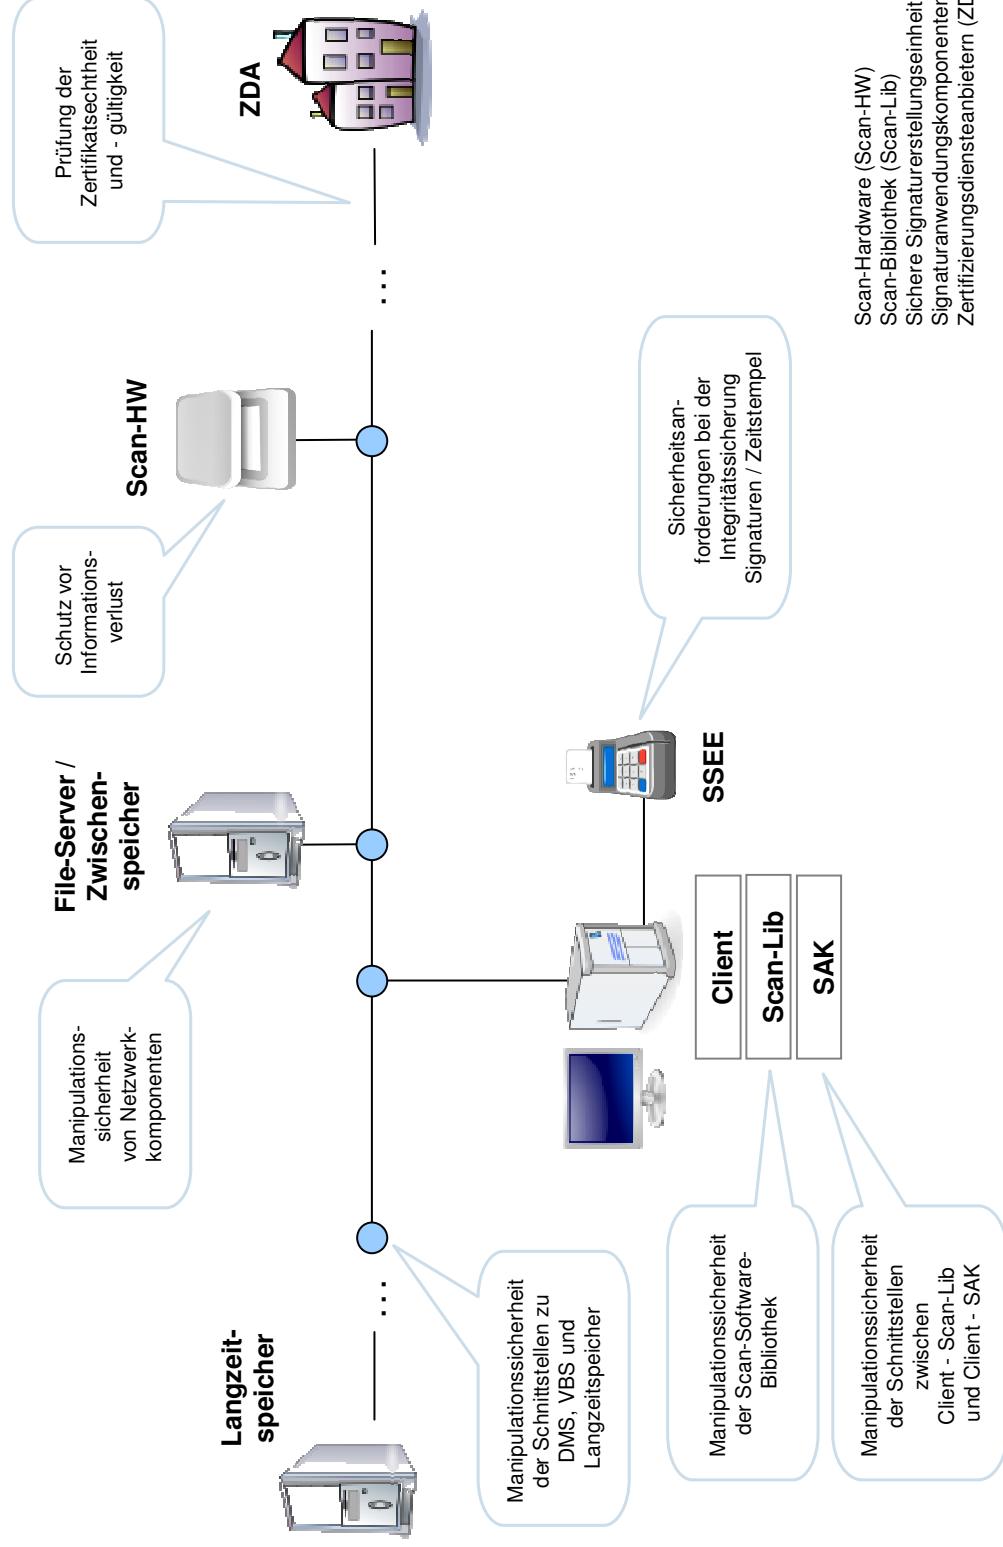 Manipulations-
sicherheit
von Netzwerk-
komponenten
Schutz vor
Informations-
verlust
Prüfung der
Zertifikatsechtheit
und - gültigkeit
File-Server /
Zwischen-
speicher
Scan-HW
ZDA
Langzeit-
speicher
...
...
Manipulationssicherheit
der Schnittstellen zu
DMS, VBS und
Langzeitspeicher
SSEE
Sicherheitsan-
forderungen bei der
Integritätssicherung
Signaturen / Zeitstempel
Client
Scan-Lib
SAK
Manipulationssicherheit
der Scan-Software-
Bibliothek
Manipulationssicherheit
der Schnittstellen
zwischen
Client - Scan-Lib
und Client - SAK
Scan-Hardware (Scan-HW)
Scan-Bibliothek (Scan-Lib)
Sichere Signaturerstellungseinheit
Signaturanwendungskomponenten
Zertifizierungsdiensteanbietern (ZD